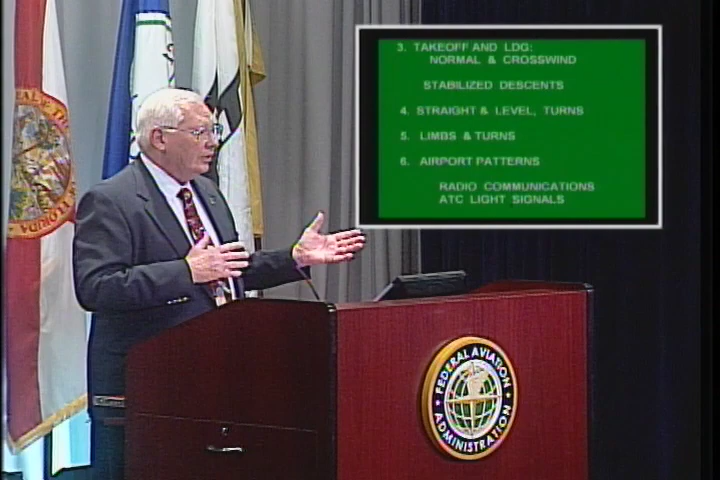 3. TAKEOFF AND LDG:
NORMAL & CROSSWIND
STABILIZED DESCENTS
4. STRAIGHT & LEVEL, TURNS
5. LIMBS & TURNS
6. AIRPORT PATTERNS
RADIO COMMUNICATIONS
ATC LIGHT SIGNALS
FEDERAL AVIATION
ADMINISTRATION